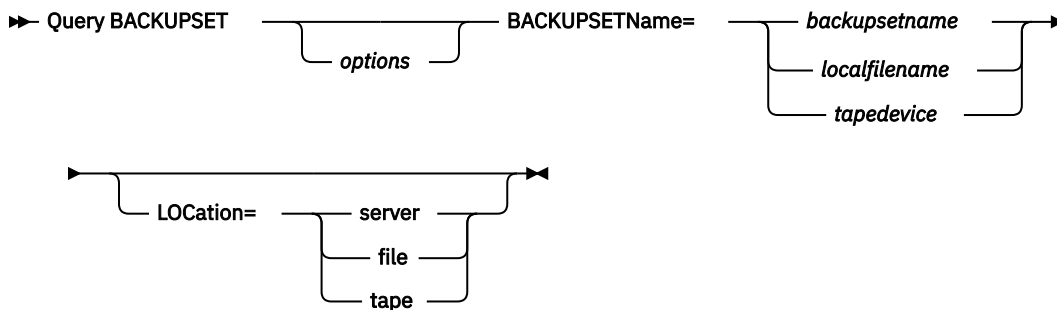 Query BACKUPSET options BACKUPSETName= backupsetname
localfilename
tapedevice
LOCation= server
file
tape